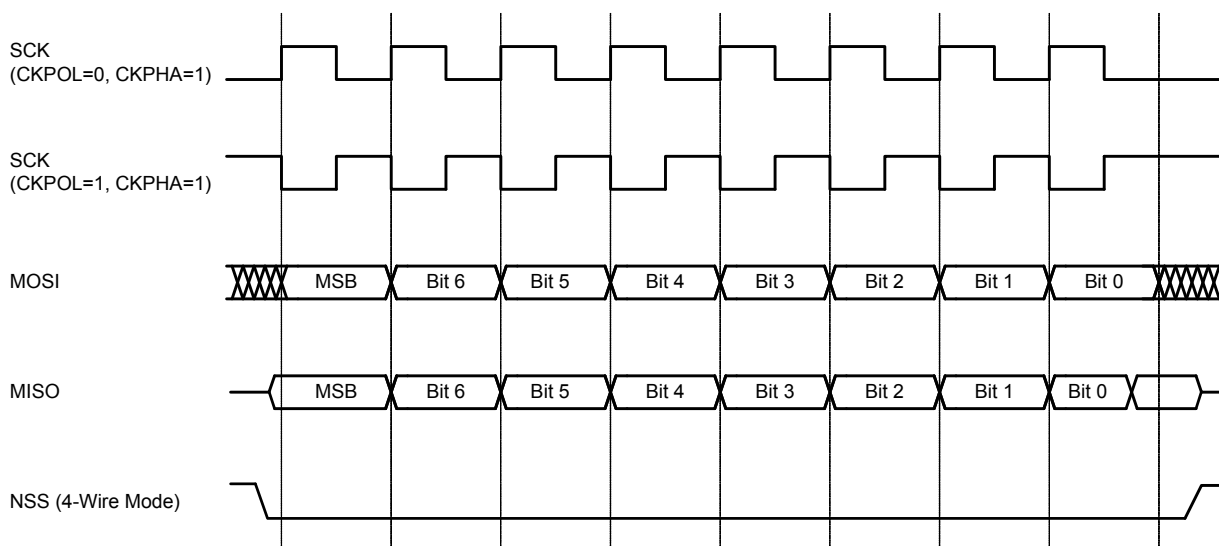 SCK
(CKPOL=0, CKPHA=1)
SCK
(CKPOL=1, CKPHA=1)
MOSI
MSB Bit 6 Bit 5 Bit 4 Bit 3 Bit 2 Bit 1 Bit 0
MISO
MSB Bit 6 Bit 5 Bit 4 Bit 3 Bit 2 Bit 1 Bit 0
NSS (4-Wire Mode)